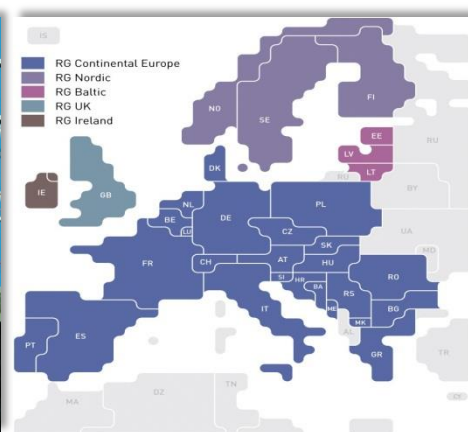 IS
RG Continental Europe
RG Nordic
RG Baltic
RG UK
RG Ireland
NO
SE
FI
RU
EE
LV
LT
DK
RU
BY
IE
GB
NL
BE
LU
DE
PL
CZ
UA
SK
MD
FR
CH
AT
HU
SI
HR
BA
RS
RO
IT
ME
MK
BG
AL
GR
TR
PT
ES
MA
DZ
TN